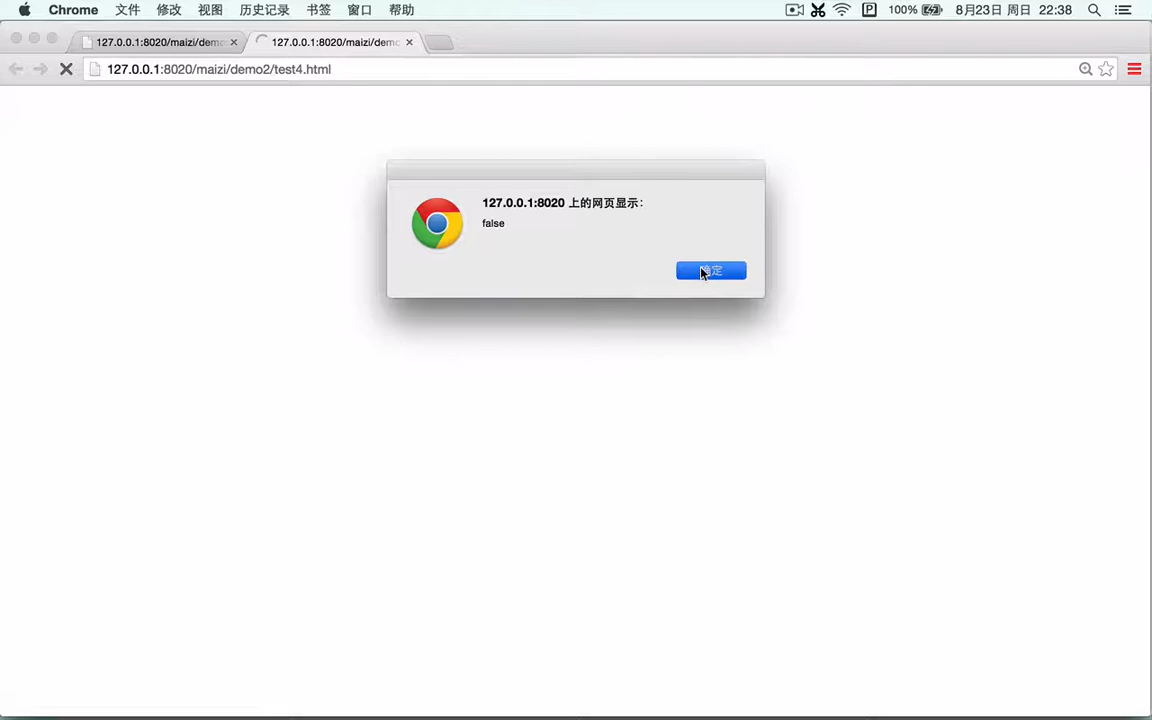 Chrome 文件 修改 视图 历史记录 书签 窗口 帮助 P 100% 8月23日 周日 22:38
127.0.0.1:8020/maizi/demo 127.0.0.1:8020/maizi/demo
127.0.0.1:8020/maizi/demo2/test4.html
127.0.0.1:8020 上的网页显示:
false
确定